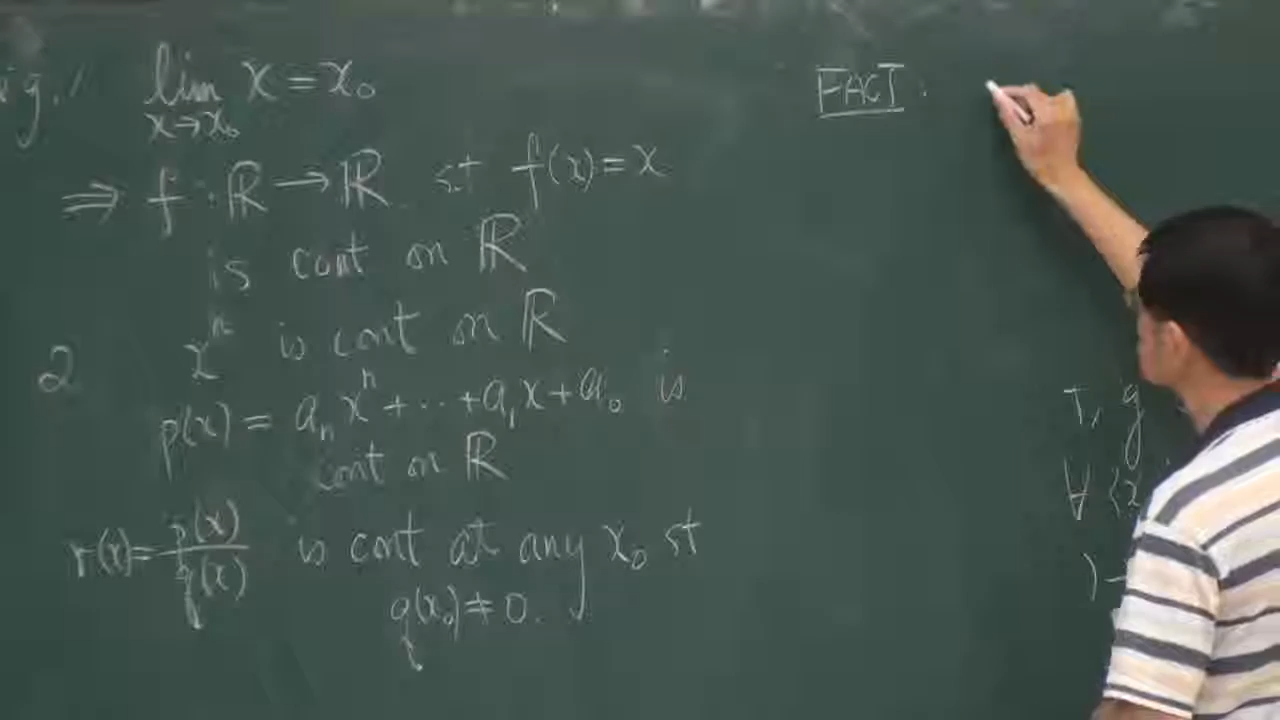 lim x = x₀
x→x₀
⇒ f : ℝ → ℝ st f(x) = x
is cont on ℝ
2 xⁿ is cont on ℝ
p(x) = aₙxⁿ + ⋯ + a₁x + a₀ is
cont on ℝ
r(x) = p(x)/q(x) is cont at any x₀ st
q(x₀) ≠ 0.
FACT :